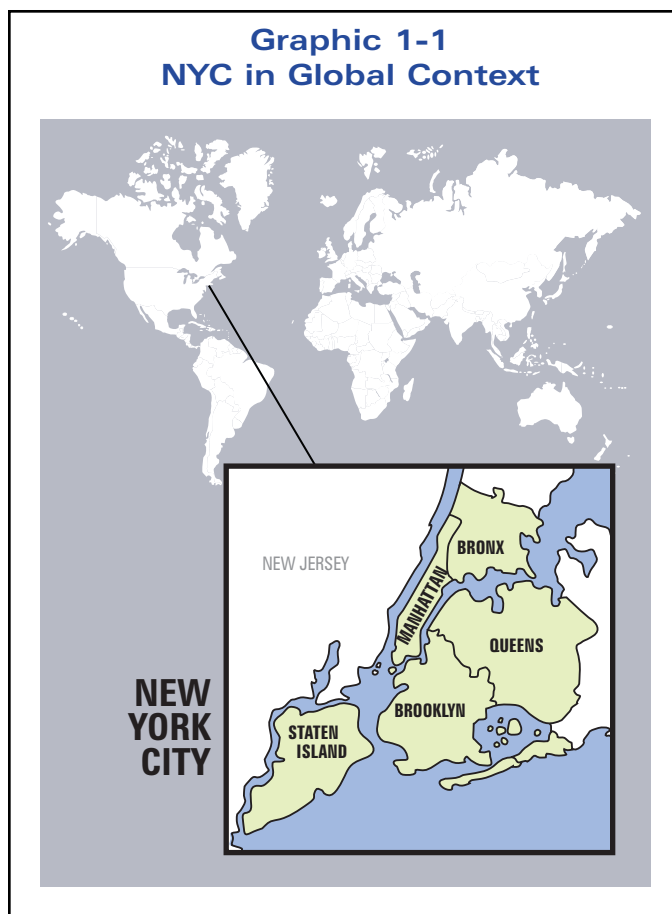 Graphic 1-1
NYC in Global Context
NEW JERSEY
BRONX
MANHATTAN
QUEENS
NEW
YORK
CITY
BROOKLYN
STATEN
ISLAND